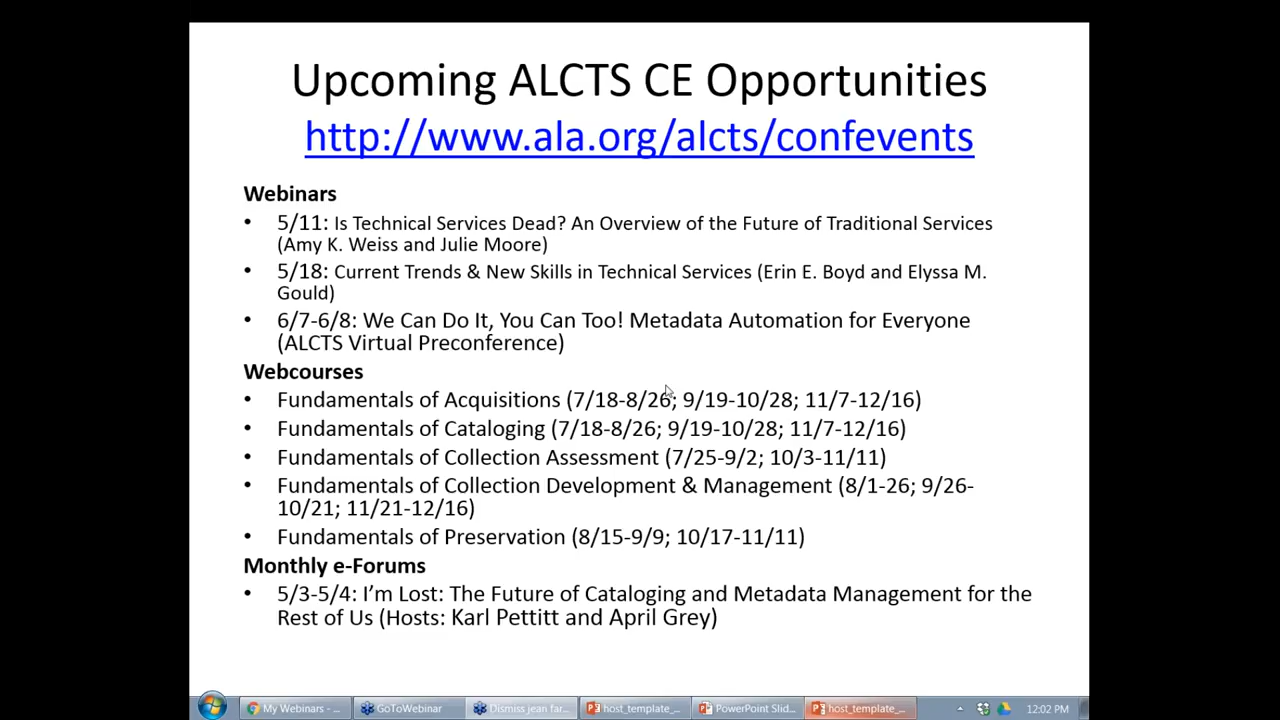 Upcoming ALCTS CE Opportunities
http://www.ala.org/alcts/confevents
Webinars
• 5/11: Is Technical Services Dead? An Overview of the Future of Traditional Services
(Amy K. Weiss and Julie Moore)
• 5/18: Current Trends & New Skills in Technical Services (Erin E. Boyd and Elyssa M.
Gould)
• 6/7-6/8: We Can Do It, You Can Too! Metadata Automation for Everyone
(ALCTS Virtual Preconference)
Webcourses
• Fundamentals of Acquisitions (7/18-8/26; 9/19-10/28; 11/7-12/16)
• Fundamentals of Cataloging (7/18-8/26; 9/19-10/28; 11/7-12/16)
• Fundamentals of Collection Assessment (7/25-9/2; 10/3-11/11)
• Fundamentals of Collection Development & Management (8/1-26; 9/26-
10/21; 11/21-12/16)
• Fundamentals of Preservation (8/15-9/9; 10/17-11/11)
Monthly e-Forums
• 5/3-5/4: I’m Lost: The Future of Cataloging and Metadata Management for the
Rest of Us (Hosts: Karl Pettitt and April Grey)
My Webinars - ... GoToWebinar Dismiss jean far... host_template_... PowerPoint Slid... host_template_... 12:02 PM